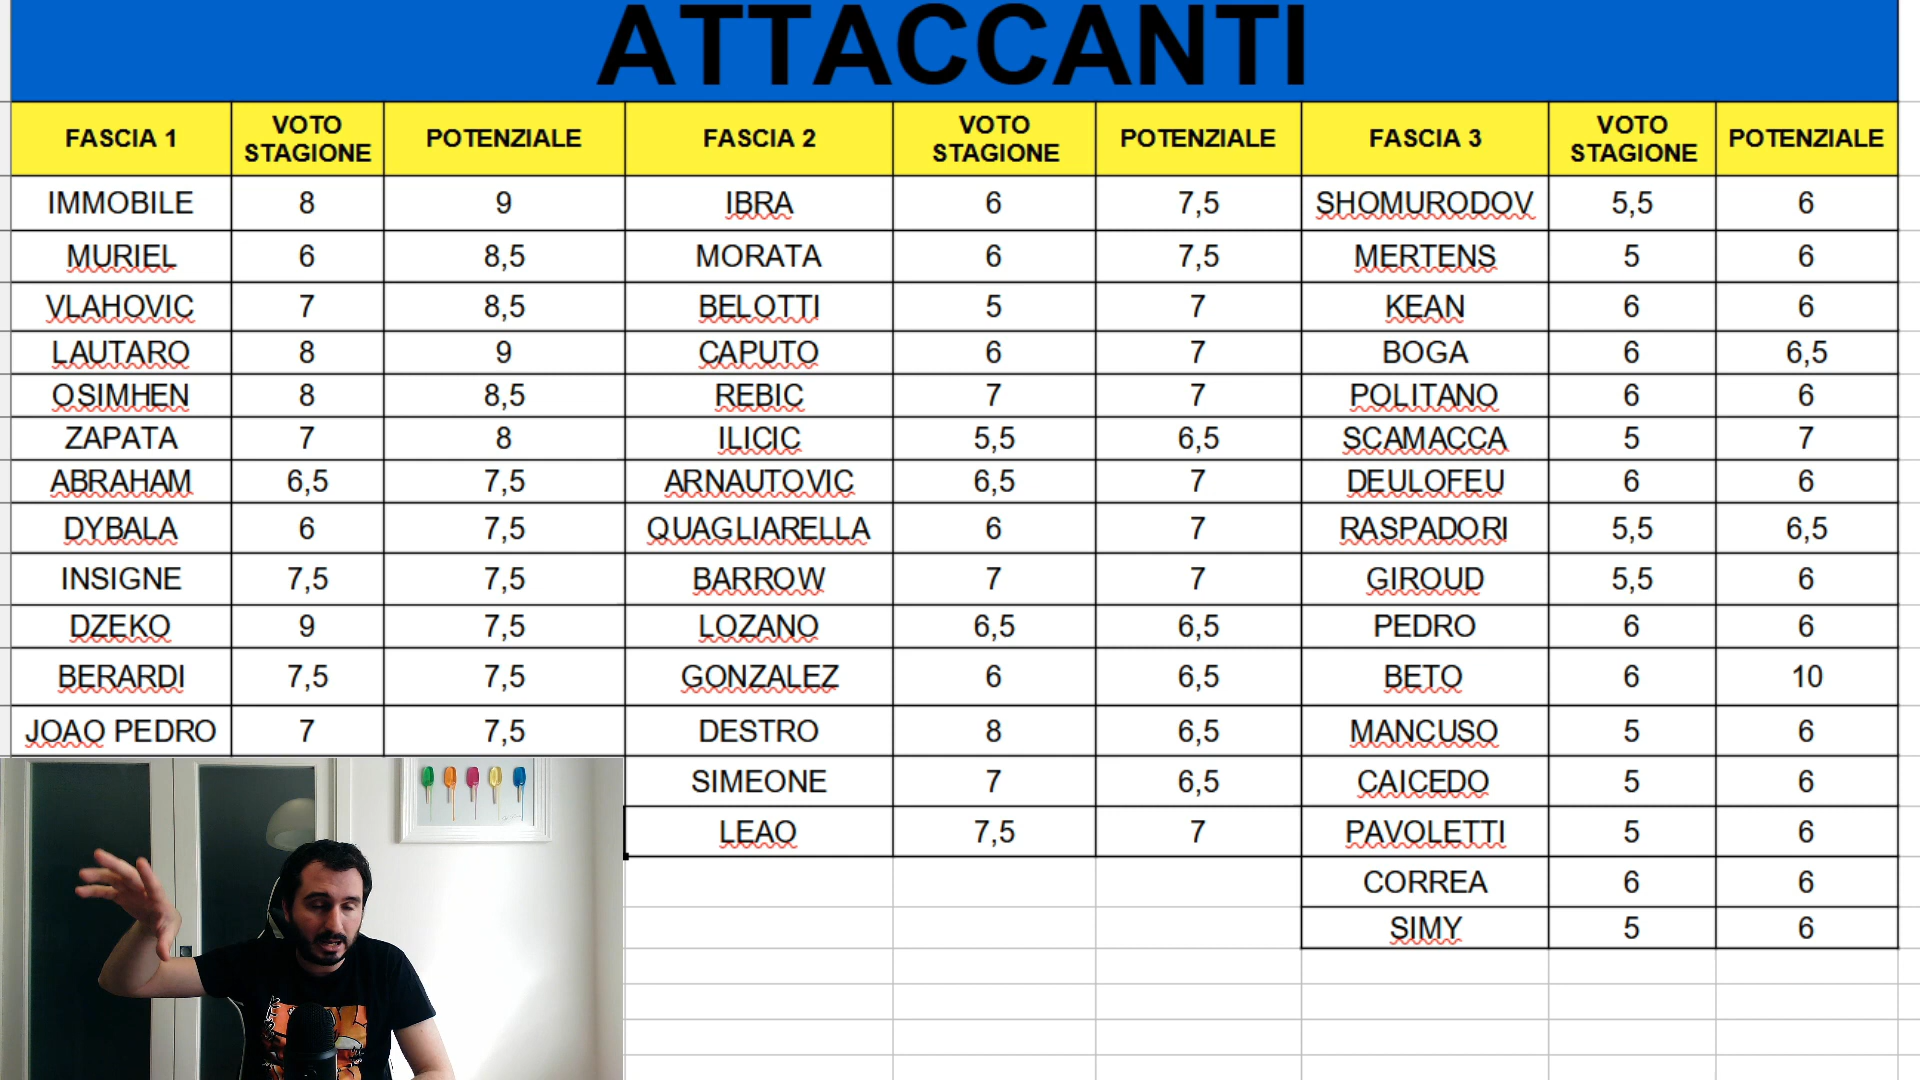 ATTACCANTI
FASCIA 1 VOTO STAGIONE POTENZIALE FASCIA 2 VOTO STAGIONE POTENZIALE FASCIA 3 VOTO STAGIONE POTENZIALE
IMMOBILE 8 9 IBRA 6 7,5 SHOMURODOV 5,5 6
MURIEL 6 8,5 MORATA 6 7,5 MERTENS 5 6
VLAHOVIC 7 8,5 BELOTTI 5 7 KEAN 6 6
LAUTARO 8 9 CAPUTO 6 7 BOGA 6 6,5
OSIMHEN 8 8,5 REBIC 7 7 POLITANO 6 6
ZAPATA 7 8 ILICIC 5,5 6,5 SCAMACCA 5 7
ABRAHAM 6,5 7,5 ARNAUTOVIC 6,5 7 DEULOFEU 6 6
DYBALA 6 7,5 QUAGLIARELLA 6 7 RASPADORI 5,5 6,5
INSIGNE 7,5 7,5 BARROW 7 7 GIROUD 5,5 6
DZEKO 9 7,5 LOZANO 6,5 6,5 PEDRO 6 6
BERARDI 7,5 7,5 GONZALEZ 6 6,5 BETO 6 10
JOAO PEDRO 7 7,5 DESTRO 8 6,5 MANCUSO 5 6
SIMEONE 7 6,5 CAICEDO 5 6
LEAO 7,5 7 PAVOLETTI 5 6
CORREA 6 6
SIMY 5 6